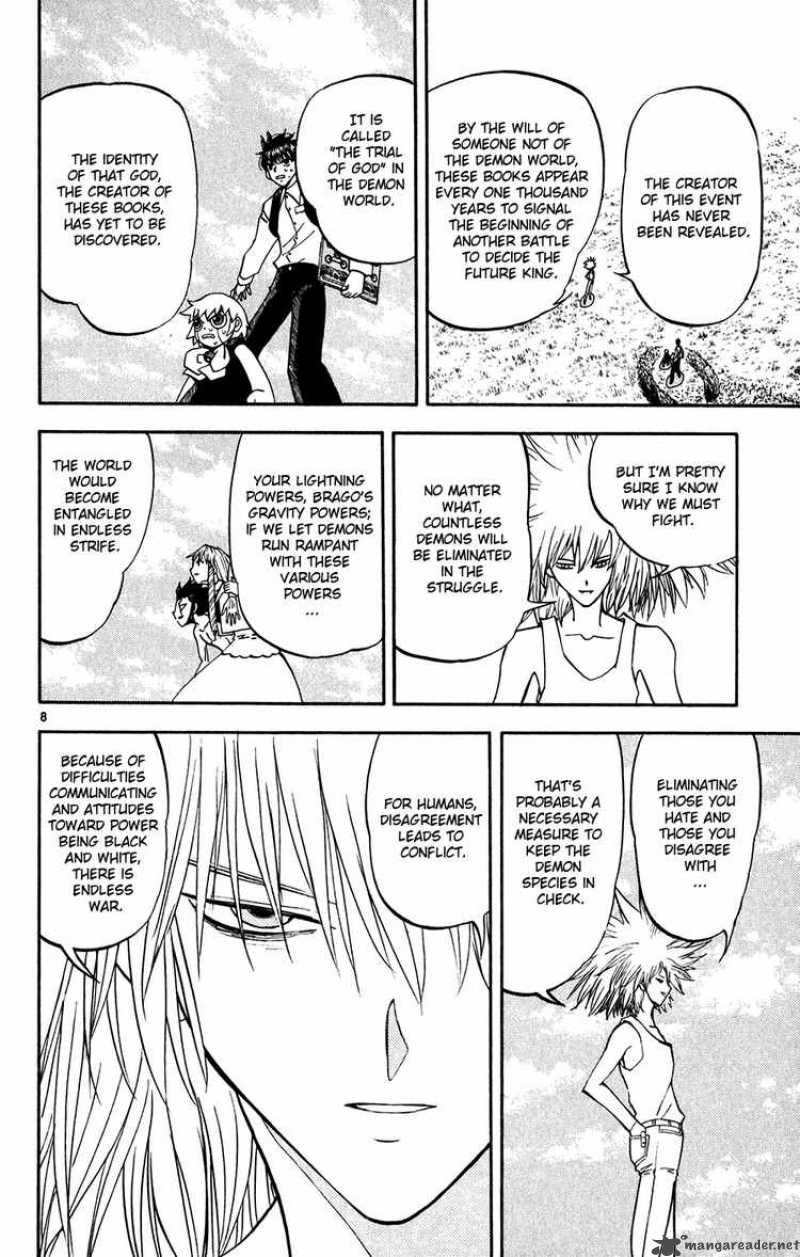 THE CREATOR
OF THIS EVENT
HAS NEVER
BEEN REVEALED.
BY THE WILL OF
SOMEONE NOT OF
THE DEMON WORLD,
THESE BOOKS APPEAR
EVERY ONE THOUSAND
YEARS TO SIGNAL
THE BEGINNING OF
ANOTHER BATTLE
TO DECIDE THE
FUTURE KING.
IT IS
CALLED
"THE TRIAL
OF GOD" IN
THE DEMON
WORLD.
THE IDENTITY
OF THAT GOD,
THE CREATOR OF
THESE BOOKS,
HAS YET TO BE
DISCOVERED.
BUT I'M PRETTY
SURE I KNOW
WHY WE MUST
FIGHT.
NO MATTER
WHAT,
COUNTLESS
DEMONS WILL
BE ELIMINATED
IN THE
STRUGGLE.
YOUR LIGHTNING
POWERS, BRAGO'S
GRAVITY POWERS;
IF WE LET DEMONS
RUN RAMPANT
WITH THESE
VARIOUS
POWERS
...
THE WORLD
WOULD
BECOME
ENTANGLED
IN ENDLESS
STRIFE.
8
ELIMINATING
THOSE YOU
HATE AND
THOSE YOU
DISAGREE
WITH
...
THAT'S
PROBABLY A
NECESSARY
MEASURE TO
KEEP THE
DEMON
SPECIES IN
CHECK.
FOR HUMANS,
DISAGREEMENT
LEADS TO
CONFLICT.
BECAUSE OF
DIFFICULTIES
COMMUNICATING
AND ATTITUDES
TOWARD POWER
BEING BLACK
AND WHITE,
THERE IS
ENDLESS
WAR.
mangareader.net